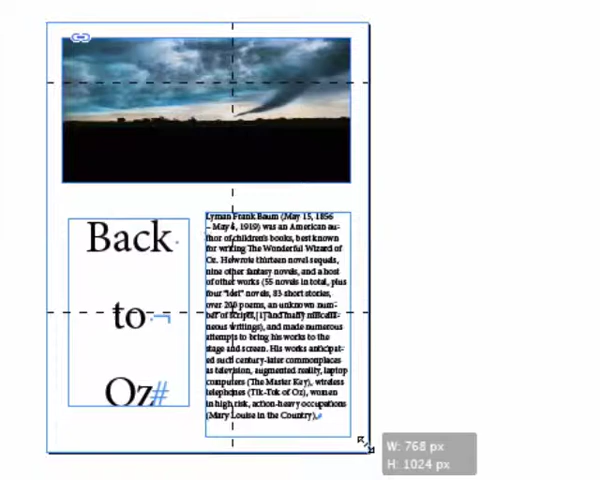 Back
to
Oz#
Lyman Frank Baum (May 15, 1856
– May 6, 1919) was an American au-
thor of children's books, best known
for writing The Wonderful Wizard of
Oz. He wrote thirteen novel sequels,
nine other fantasy novels, and a host
of other works (55 novels in total, plus
four "lost" novels, 83 short stories,
over 200 poems, an unknown num-
ber of scripts,[1] and many miscella-
neous writings), and made numerous
attempts to bring his works to the
stage and screen. His works anticipat-
ed such century-later commonplaces
as television, augmented reality, laptop
computers (The Master Key), wireless
telephones (Tik-Tok of Oz), women
in high risk, action-heavy occupations
(Mary Louise in the Country).
W: 768 px
H: 1024 px